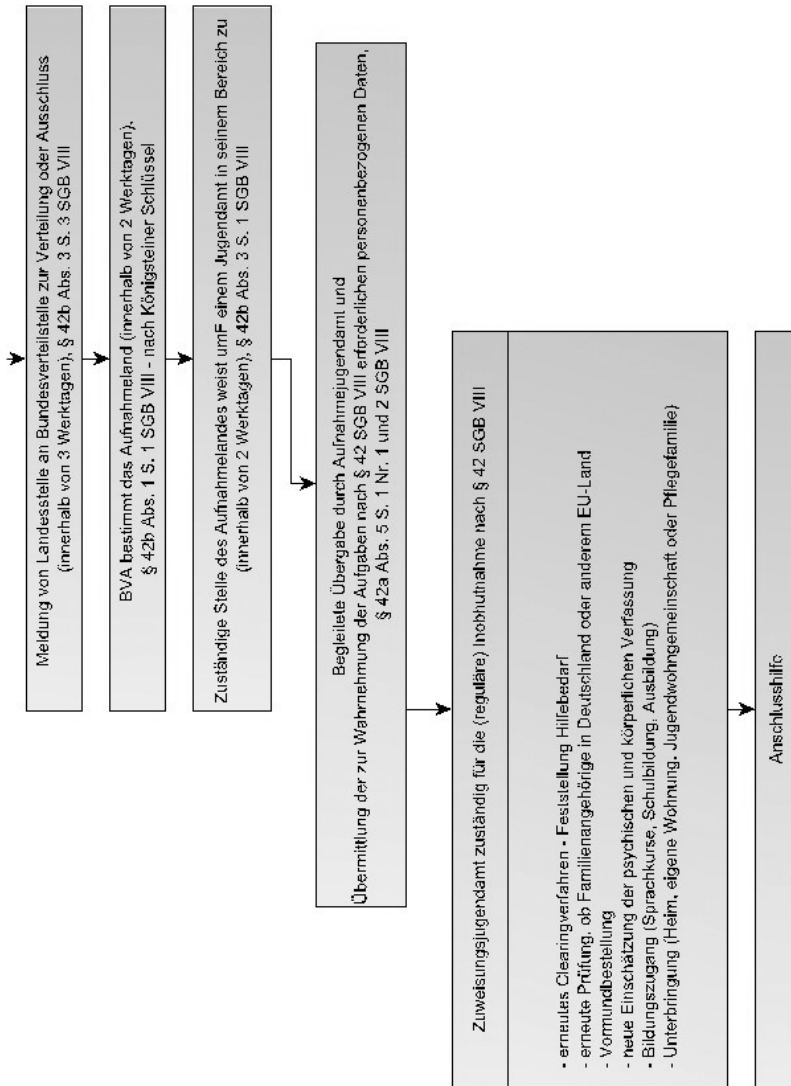 Meldung von Landesstelle an Bundesverteilstelle zur Verteilung oder Ausschluss
(innerhalb von 3 Werktagen), § 42b Abs. 3 S. 3 SGB VIII
BVA bestimmt das Aufnahmeland (innerhalb von 2 Werktagen),
§ 42b Abs. 1 S. 1 SGB VIII - nach Königsteiner Schlüssel
Zuständige Stelle des Aufnahmelandes weist umF einem Jugendamt in seinem Bereich zu
(innerhalb von 2 Werktagen), § 42b Abs. 3 S. 1 SGB VIII
Begleitete Übergabe durch Aufnahmejugendamt und
Übermittlung der zur Wahrnehmung der Aufgaben nach § 42 SGB VIII erforderlichen personenbezogenen Daten,
§ 42a Abs. 5 S. 1 Nr. 1 und 2 SGB VIII
Zuweisungsjugendamt zuständig für die (reguläre) Inobhutnahme nach § 42 SGB VIII
- erneutes Clearingverfahren - Feststellung Hilfebedarf
- erneute Prüfung, ob Familienangehörige in Deutschland oder anderem EU-Land
- Vormundbestellung
- neue Einschätzung der psychischen und körperlichen Verfassung
- Bildungszugang (Sprachkurse, Schulbildung, Ausbildung)
- Unterbringung (Heim, eigene Wohnung, Jugendwohngemeinschaft oder Pflegefamilie)
Anschlusshilfe